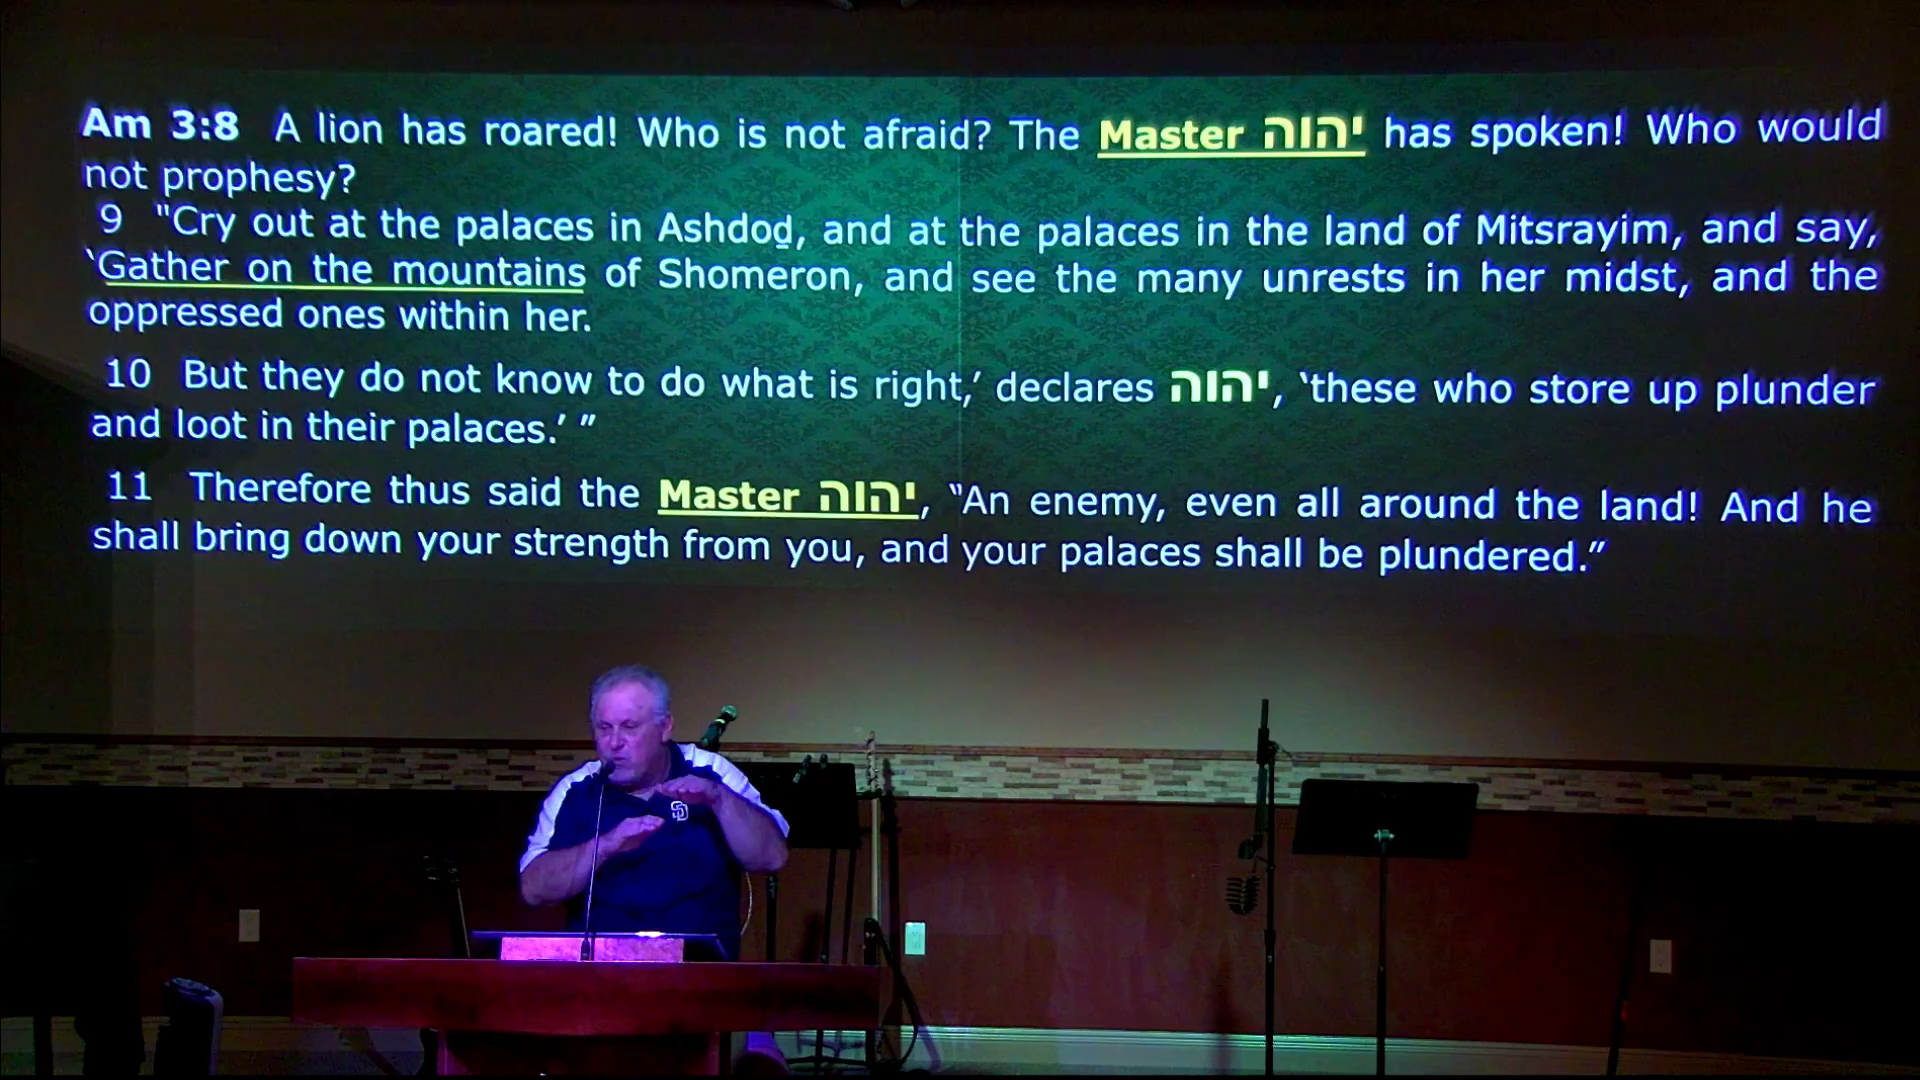 Am 3:8 A lion has roared! Who is not afraid? The Master יהוה has spoken! Who would
not prophesy?
9 "Cry out at the palaces in Ashdoḏ, and at the palaces in the land of Mitsrayim, and say,
‘Gather on the mountains of Shomeron, and see the many unrests in her midst, and the
oppressed ones within her.
10 But they do not know to do what is right,’ declares יהוה, ‘these who store up plunder
and loot in their palaces.’ ”
11 Therefore thus said the Master יהוה, “An enemy, even all around the land! And he
shall bring down your strength from you, and your palaces shall be plundered.”
SD